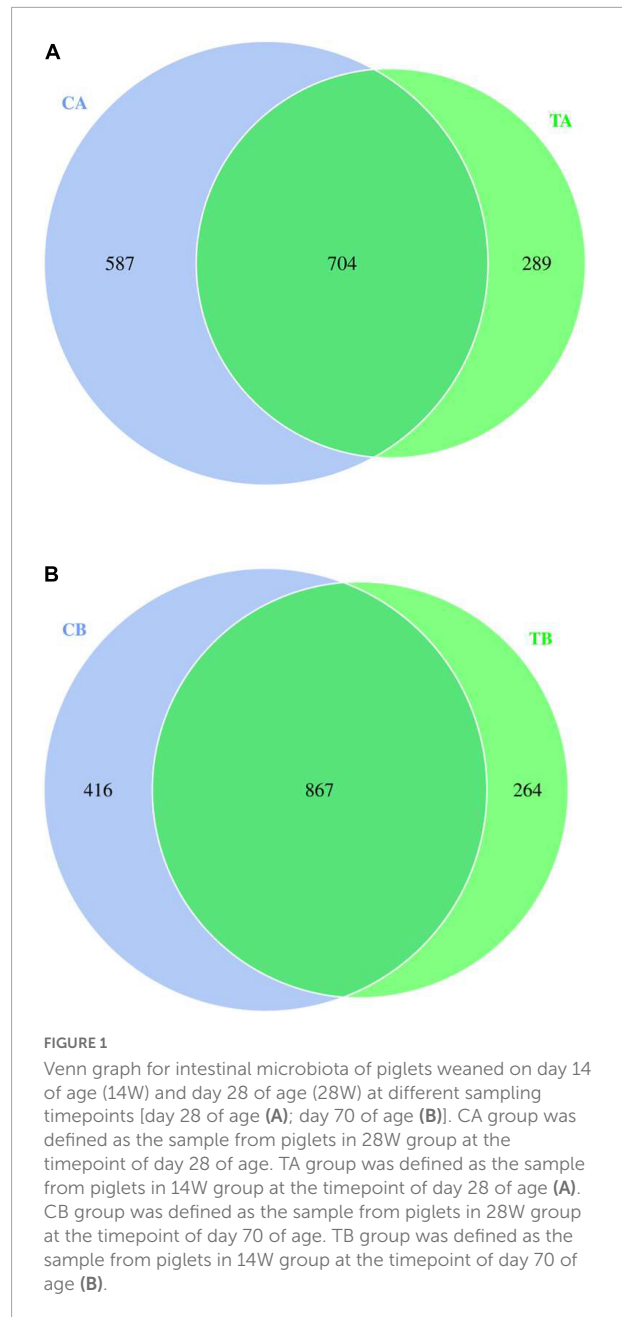 A
CA
TA
587
704
289
B
CB
TB
416
867
264
FIGURE 1
Venn graph for intestinal microbiota of piglets weaned on day 14
of age (14W) and day 28 of age (28W) at different sampling
timepoints [day 28 of age (A); day 70 of age (B)]. CA group was
defined as the sample from piglets in 28W group at the
timepoint of day 28 of age. TA group was defined as the sample
from piglets in 14W group at the timepoint of day 28 of age (A).
CB group was defined as the sample from piglets in 28W group
at the timepoint of day 70 of age. TB group was defined as the
sample from piglets in 14W group at the timepoint of day 70 of
age (B).